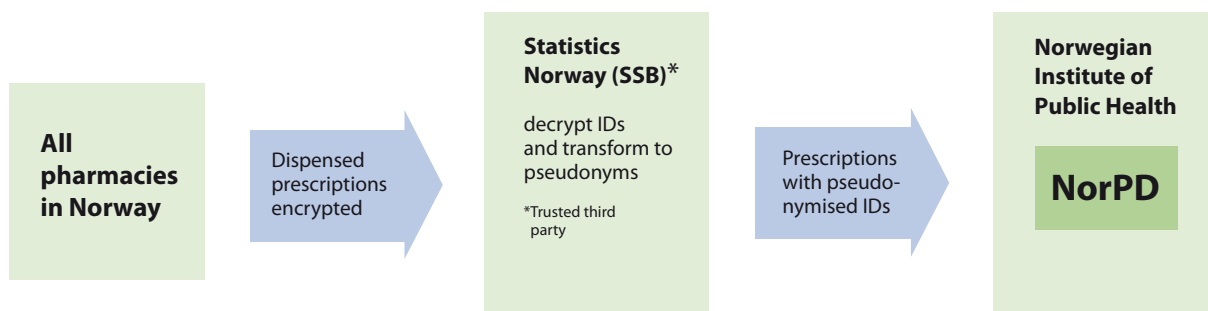 All
pharmacies
in Norway
Dispensed
prescriptions
encrypted
Statistics
Norway (SSB)*
decrypt IDs
and transform to
pseudonyms
*Trusted third
party
Prescriptions
with pseudo-
nymised IDs
Norwegian
Institute of
Public Health
NorPD